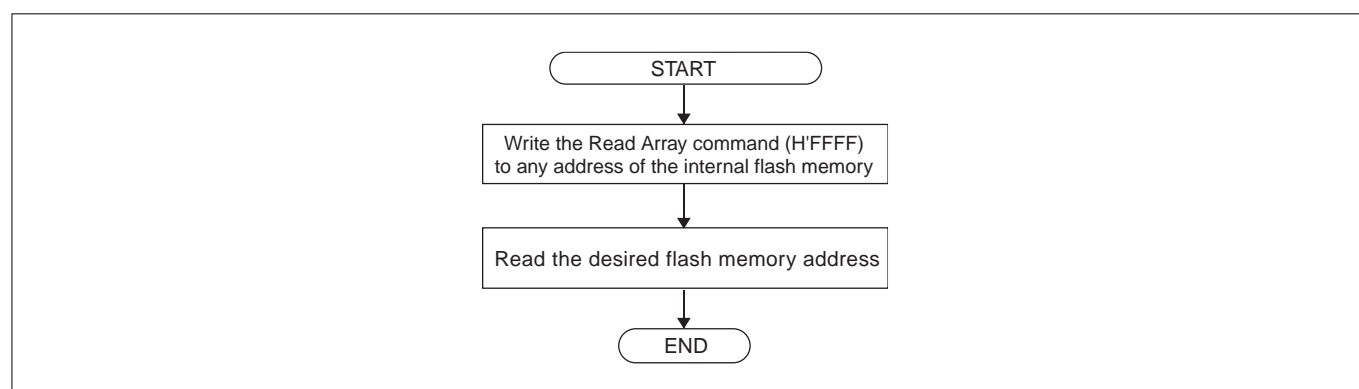 START
Write the Read Array command (H'FFFF)
to any address of the internal flash memory
Read the desired flash memory address
END